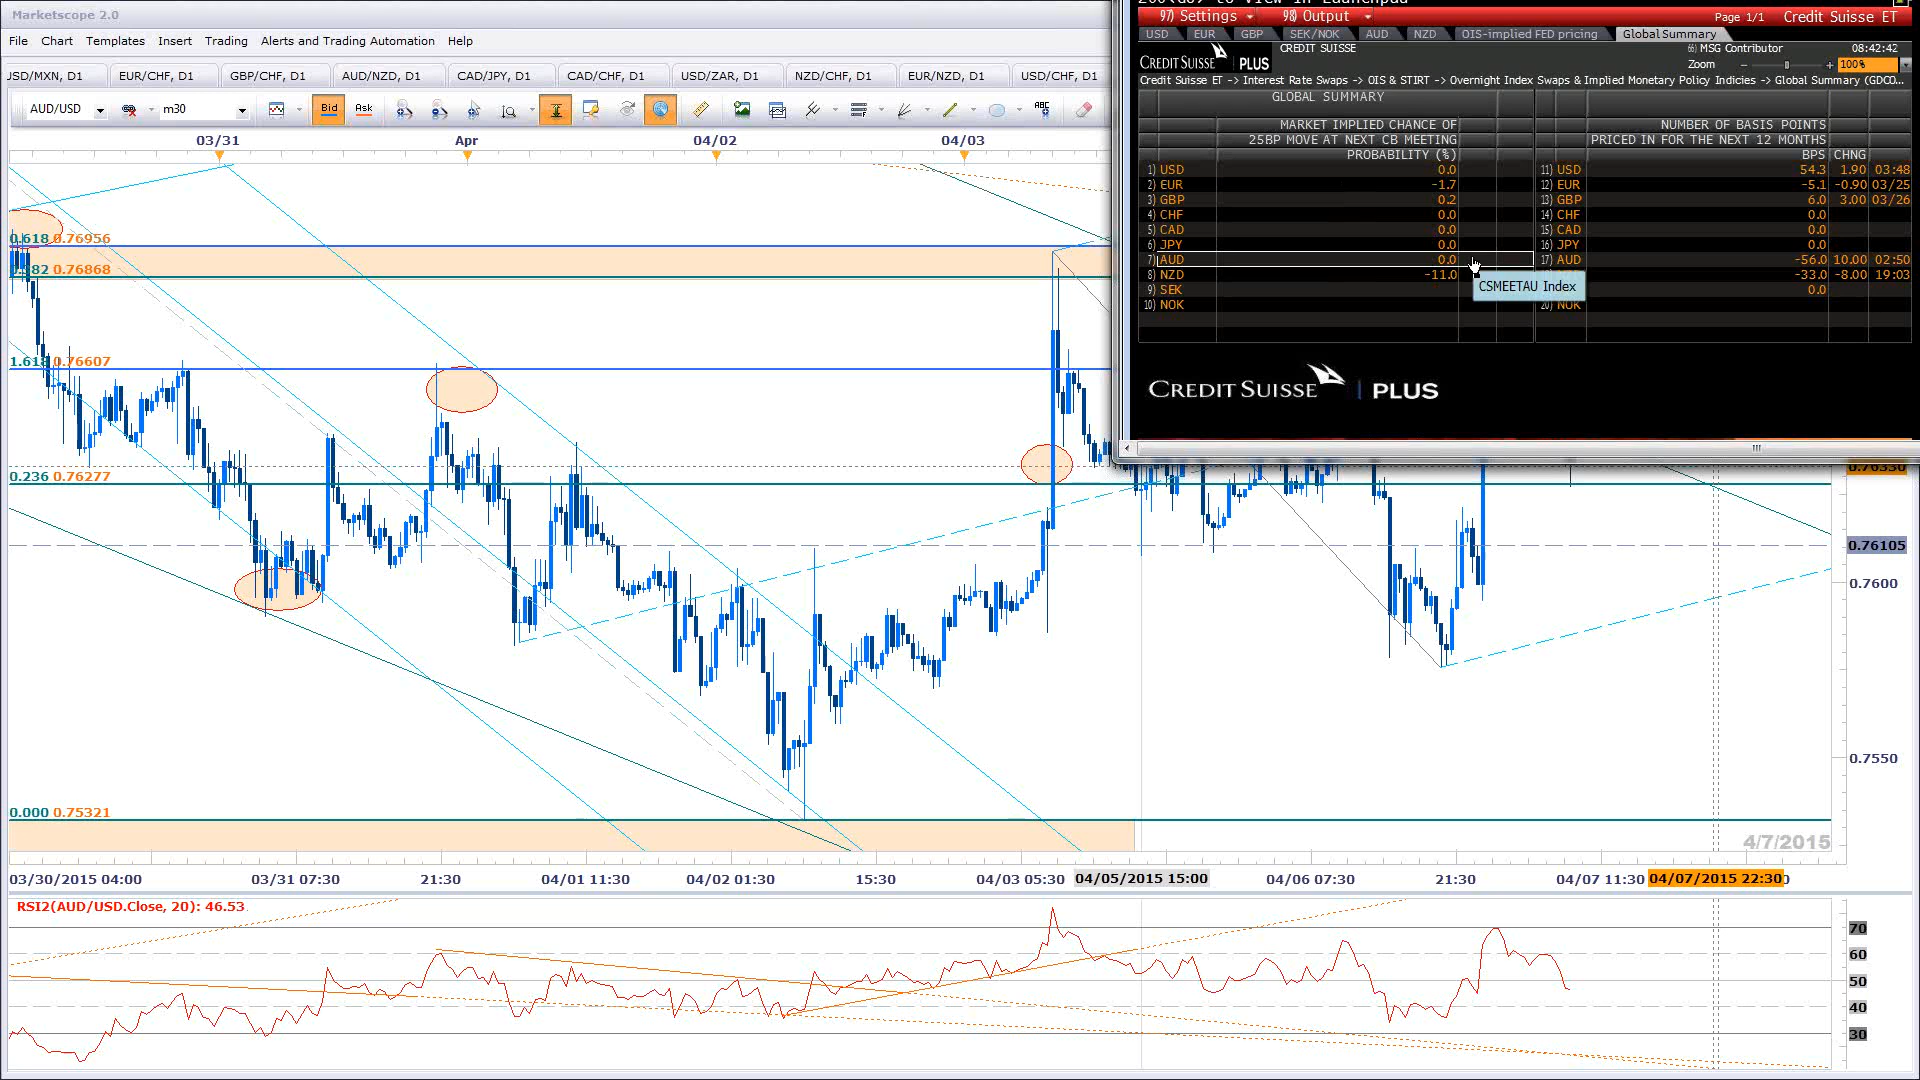 Marketscope 2.0
File Chart Templates Insert Trading Alerts and Trading Automation Help
JSD/MXN, D1 EUR/CHF, D1 GBP/CHF, D1 AUD/NZD, D1 CAD/JPY, D1 CAD/CHF, D1 USD/ZAR, D1 NZD/CHF, D1 EUR/NZD, D1 USD/CHF, D1
AUD/USD m30 Bid Ask ABC
03/31 Apr 04/02 04/03
0.618 0.76956
0.76868
0.76607
0.236 0.76277
0.000 0.75321
0.76105
0.7600
0.7550
4/7/2015
03/30/2015 04:00 03/31 07:30 21:30 04/01 11:30 04/02 01:30 15:30 04/03 05:30 04/05/2015 15:00 04/06 07:30 21:30 04/07 11:30 04/07/2015 22:30
RSI2(AUD/USD.Close, 20): 46.53
70
60
50
40
30
97) Settings 98) Output Page 1/1 Credit Suisse ET
USD EUR GBP SEK/NOK AUD NZD OIS-implied FED pricing Global Summary
CREDIT SUISSE PLUS CREDIT SUISSE MSG Contributor 08:42:42
Zoom - + 100%
Credit Suisse ET -> Interest Rate Swaps -> OIS & STIRT -> Overnight Index Swaps & Implied Monetary Policy Indicies -> Global Summary (GDCO...
GLOBAL SUMMARY
MARKET IMPLIED CHANCE OF NUMBER OF BASIS POINTS
25BP MOVE AT NEXT CB MEETING PRICED IN FOR THE NEXT 12 MONTHS
PROBABILITY (%) BPS CHNG
1) USD 0.0 11) USD 54.3 1.90 03:48
2) EUR -1.7 12) EUR -5.1 -0.90 03/25
3) GBP 0.2 13) GBP 6.0 3.00 03/26
4) CHF 0.0 14) CHF 0.0
5) CAD 0.0 15) CAD 0.0
6) JPY 0.0 16) JPY 0.0
7) AUD 0.0 17) AUD -56.0 10.00 02:50
8) NZD -11.0 -33.0 -8.00 19:03
9) SEK 0.0
10) NOK 20) NOK
CSMEETAU Index
CREDIT SUISSE | PLUS